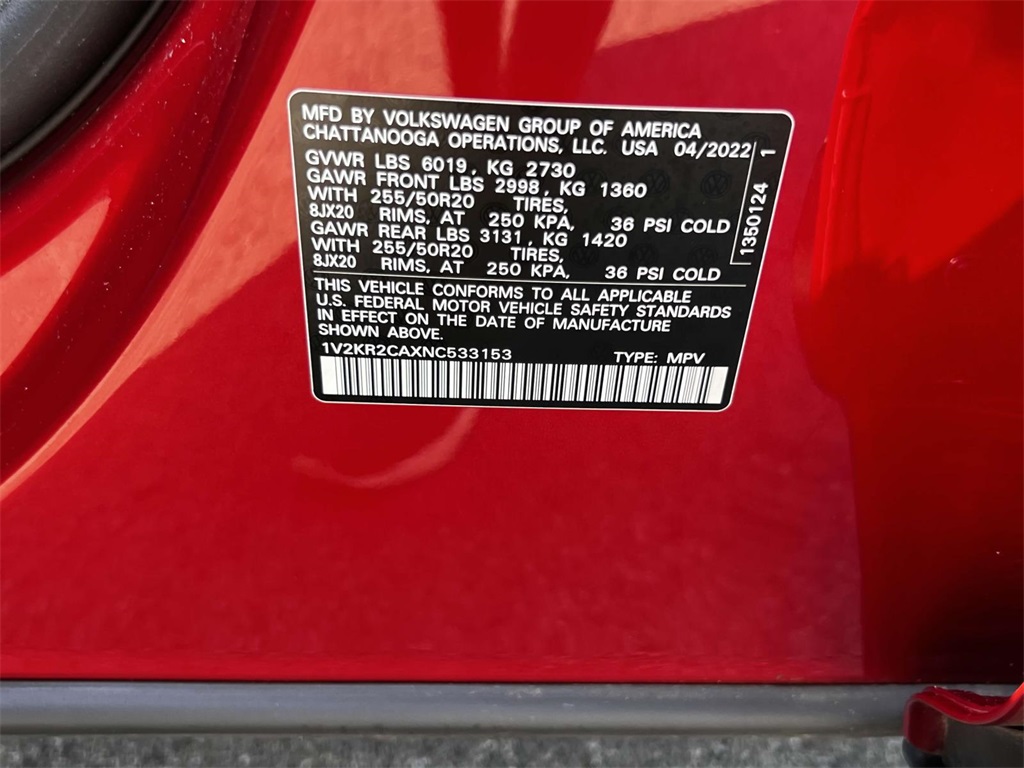 MFD BY VOLKSWAGEN GROUP OF AMERICA
CHATTANOOGA OPERATIONS, LLC. USA 04/2022
GVWR LBS 6019, KG 2730
GAWR FRONT LBS 2998, KG 1360
WITH 255/50R20 TIRES,
8JX20 RIMS, AT 250 KPA, 36 PSI COLD
GAWR REAR LBS 3131, KG 1420
WITH 255/50R20 TIRES,
8JX20 RIMS, AT 250 KPA, 36 PSI COLD
1350124 1
THIS VEHICLE CONFORMS TO ALL APPLICABLE
U.S. FEDERAL MOTOR VEHICLE SAFETY STANDARDS
IN EFFECT ON THE DATE OF MANUFACTURE
SHOWN ABOVE.
1V2KR2CAXNC533153 TYPE: MPV